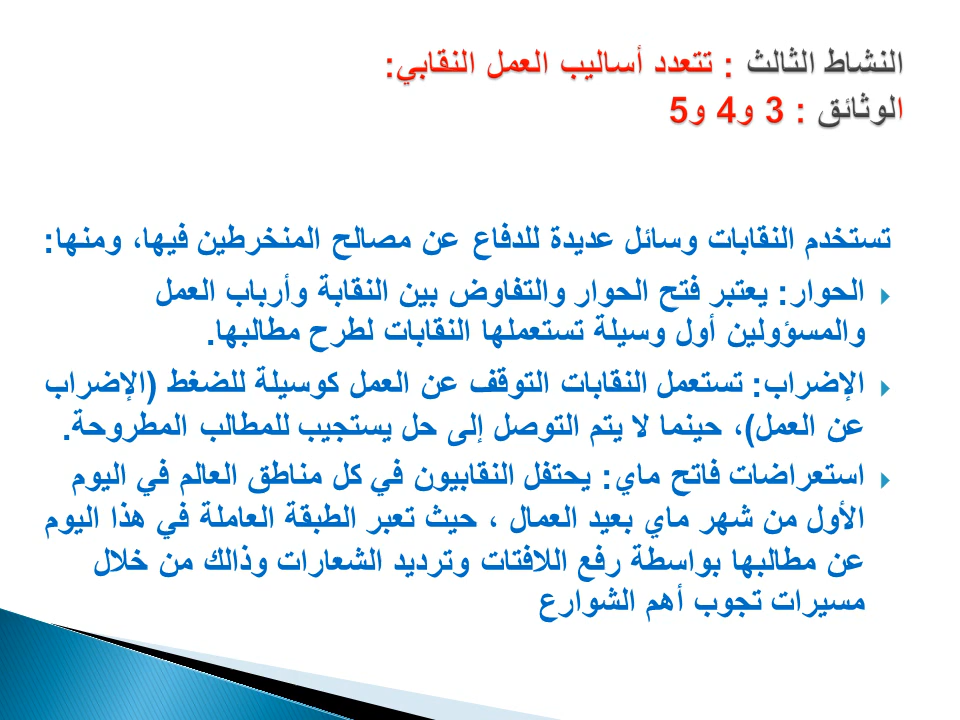 النشاط الثالث : تتعدد أساليب العمل النقابي:
الوثائق : 3 و4 و5
تستخدم النقابات وسائل عديدة للدفاع عن مصالح المنخرطين فيها، ومنها:
الحوار: يعتبر فتح الحوار والتفاوض بين النقابة وأرباب العمل
والمسؤولين أول وسيلة تستعملها النقابات لطرح مطالبها.
الإضراب: تستعمل النقابات التوقف عن العمل كوسيلة للضغط (الإضراب
عن العمل)، حينما لا يتم التوصل إلى حل يستجيب للمطالب المطروحة.
استعراضات فاتح ماي: يحتفل النقابيون في كل مناطق العالم في اليوم
الأول من شهر ماي بعيد العمال ، حيث تعبر الطبقة العاملة في هذا اليوم
عن مطالبها بواسطة رفع اللافتات وترديد الشعارات وذالك من خلال
مسيرات تجوب أهم الشوارع